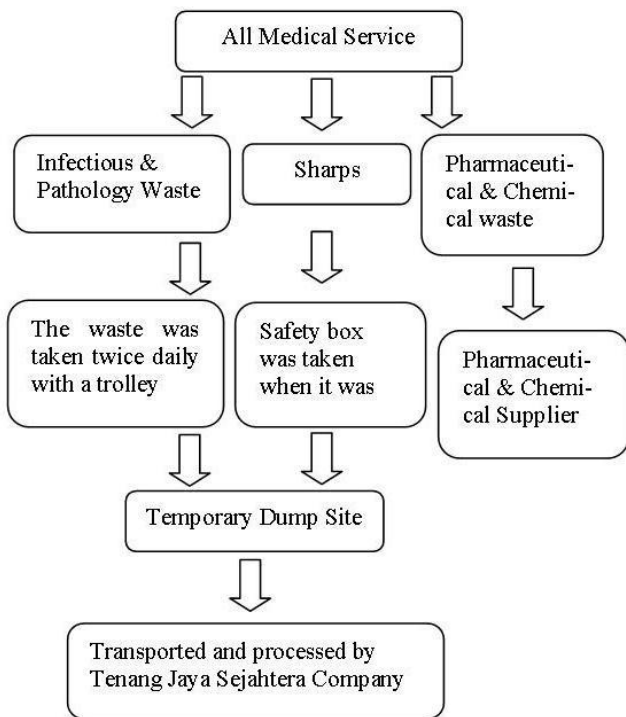 All Medical Service
Infectious &
Pathology Waste
Sharps
Pharmaceuti-
cal & Chemi-
cal waste
The waste was
taken twice daily
with a trolley
Safety box
was taken
when it was
Pharmaceuti-
cal & Chemi-
cal Supplier
Temporary Dump Site
Transported and processed by
Tenang Jaya Sejahtera Company